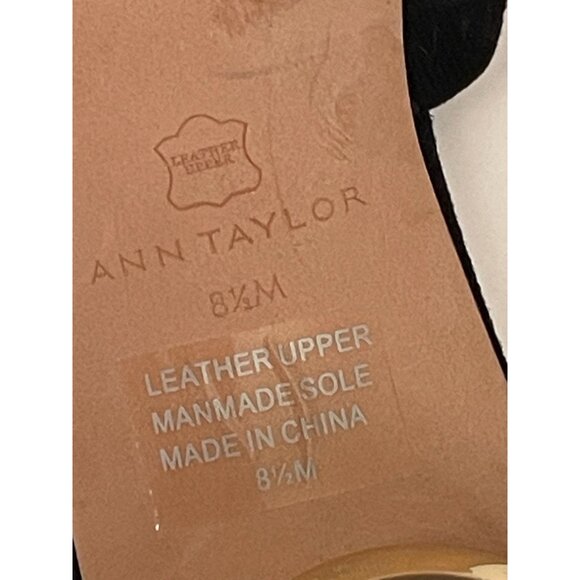 LEATHER
UPPER
ANN TAYLOR
8½M
LEATHER UPPER
MANMADE SOLE
MADE IN CHINA
8½M